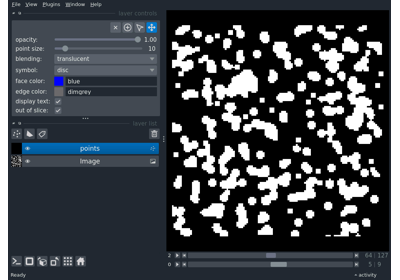 File View Plugins Window Help
layer controls
opacity: 1.00
point size: 10
blending: translucent
symbol: disc
face color: blue
edge color: dimgrey
display text:
out of slice:
layer list
points
Image
2 64 127
0 5 9
Ready
activity